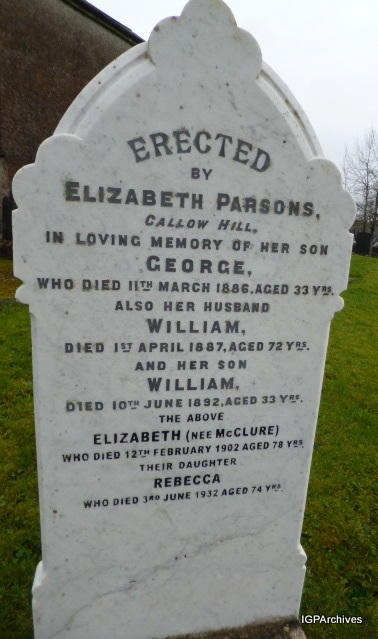 ERECTED
BY
ELIZABETH PARSONS,
CALLOW HILL,
IN LOVING MEMORY OF HER SON
GEORGE,
WHO DIED 11TH MARCH 1886, AGED 33 YRS.
ALSO HER HUSBAND
WILLIAM,
DIED 1ST APRIL 1887, AGED 72 YRS.
AND HER SON
WILLIAM,
DIED 10TH JUNE 1892, AGED 33 YRS.
THE ABOVE
ELIZABETH (NEE MCCLURE)
WHO DIED 12TH FEBRUARY 1902 AGED 78 YRS
THEIR DAUGHTER
REBECCA
WHO DIED 3RD JUNE 1932 AGED 74 YRS
IGPArchives